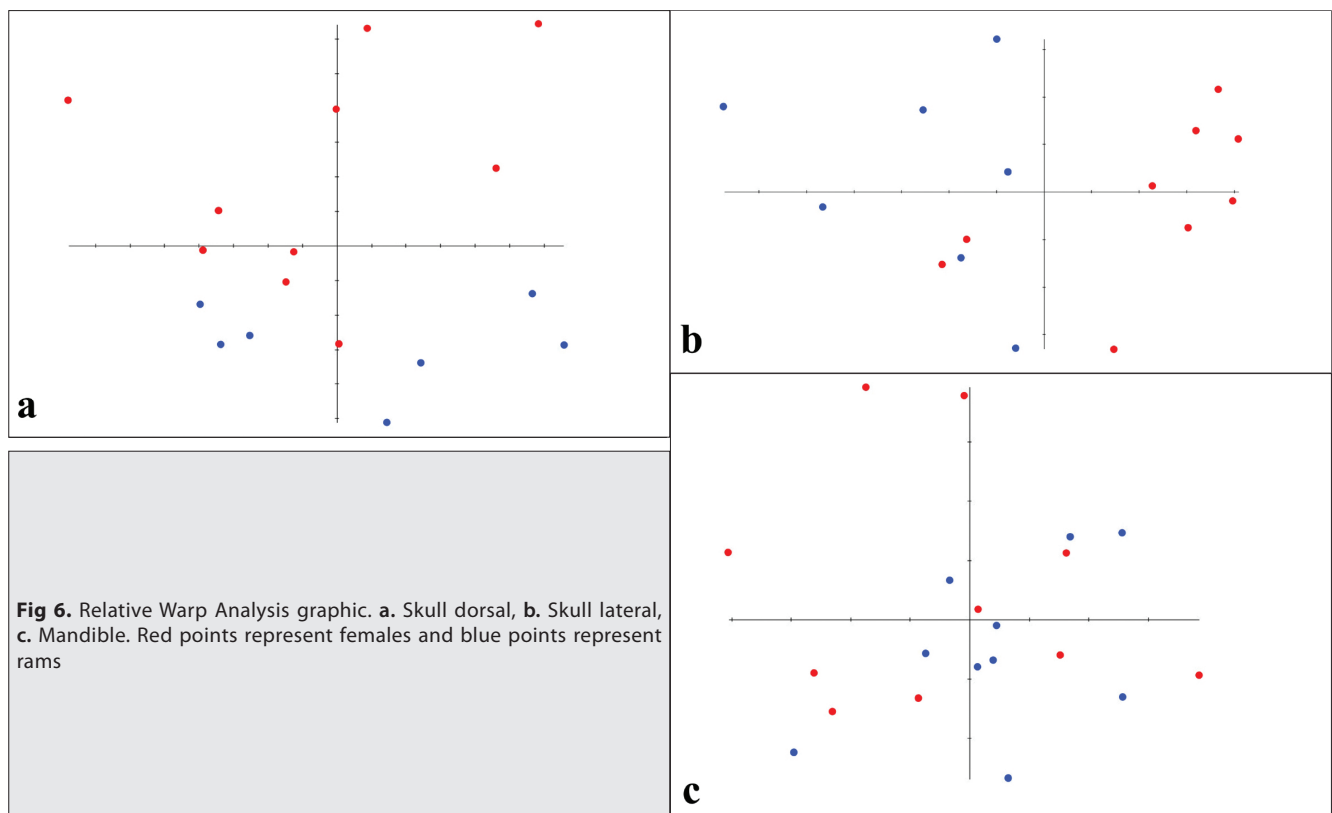 a
b
Fig 6. Relative Warp Analysis graphic. a. Skull dorsal, b. Skull lateral,
c. Mandible. Red points represent females and blue points represent
rams
c